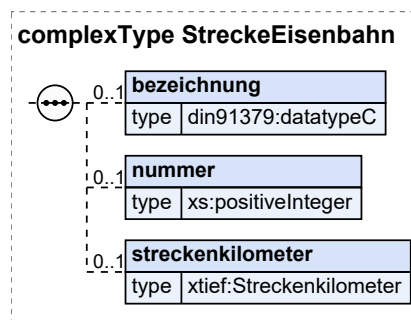 complexType StreckeEisenbahn
0..1 bezeichnung
type din91379:datatypeC
0..1 nummer
type xs:positiveInteger
0..1 streckenkilometer
type xtief:Streckenkilometer